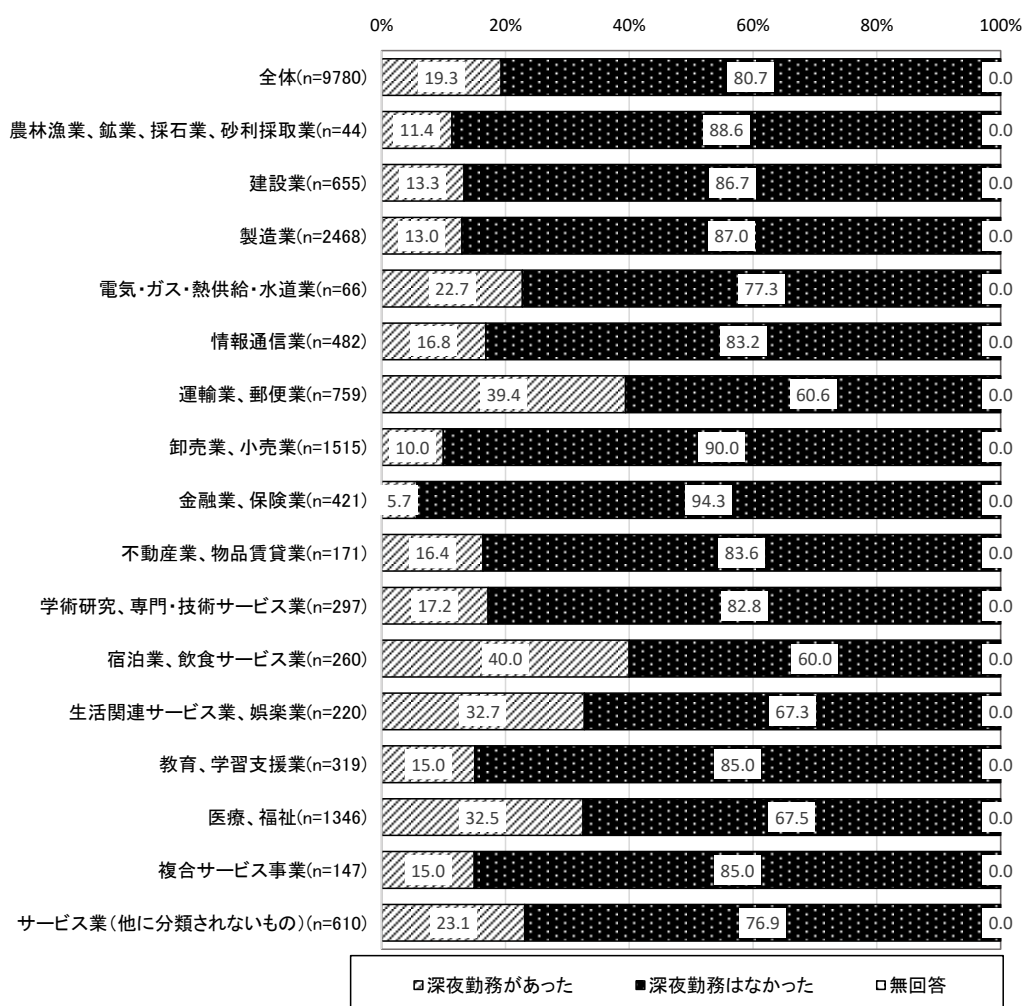 0% 20% 40% 60% 80% 100%
全体(n=9780) 19.3 80.7 0.0
農林漁業、鉱業、採石業、砂利採取業(n=44) 11.4 88.6 0.0
建設業(n=655) 13.3 86.7 0.0
製造業(n=2468) 13.0 87.0 0.0
電気・ガス・熱供給・水道業(n=66) 22.7 77.3 0.0
情報通信業(n=482) 16.8 83.2 0.0
運輸業、郵便業(n=759) 39.4 60.6 0.0
卸売業、小売業(n=1515) 10.0 90.0 0.0
金融業、保険業(n=421) 5.7 94.3 0.0
不動産業、物品賃貸業(n=171) 16.4 83.6 0.0
学術研究、専門・技術サービス業(n=297) 17.2 82.8 0.0
宿泊業、飲食サービス業(n=260) 40.0 60.0 0.0
生活関連サービス業、娯楽業(n=220) 32.7 67.3 0.0
教育、学習支援業(n=319) 15.0 85.0 0.0
医療、福祉(n=1346) 32.5 67.5 0.0
複合サービス事業(n=147) 15.0 85.0 0.0
サービス業(他に分類されないもの)(n=610) 23.1 76.9 0.0
深夜勤務があった 深夜勤務はなかった 無回答